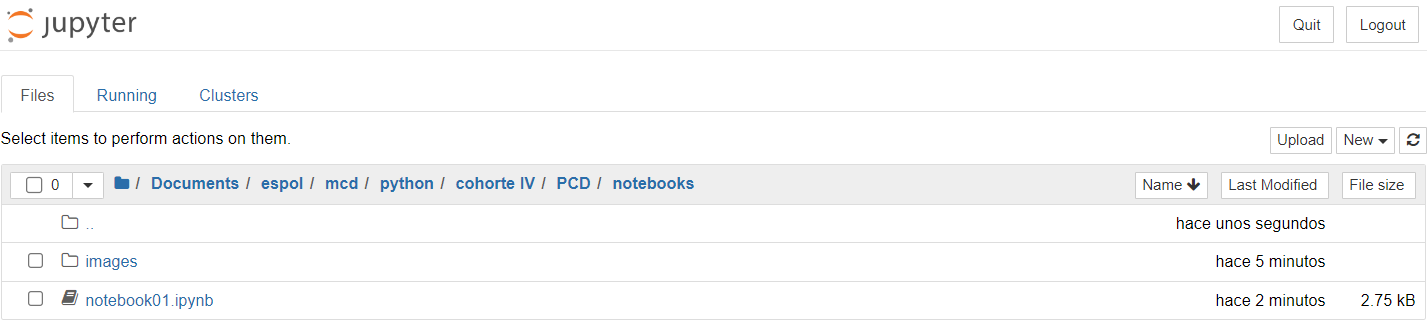 jupyter Quit Logout
Files Running Clusters
Select items to perform actions on them. Upload New
0 / Documents / espol / mcd / python / cohorte IV / PCD / notebooks Name Last Modified File size
.. hace unos segundos
images hace 5 minutos
notebook01.ipynb hace 2 minutos 2.75 kB